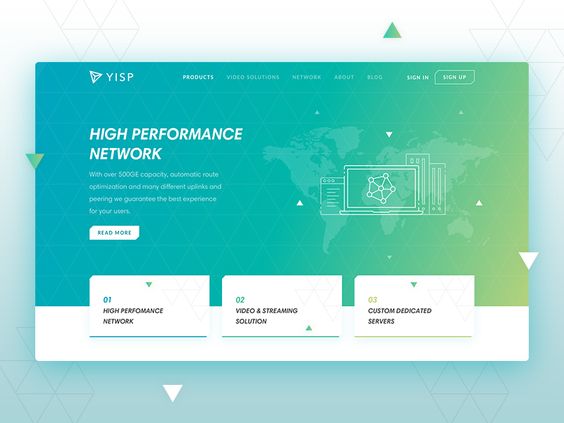 YISP
PRODUCTS VIDEO SOLUTIONS NETWORK ABOUT BLOG SIGN IN SIGN UP
HIGH PERFORMANCE
NETWORK
With over 500GE capacity, automatic route
optimization and many different uplinks and
peering we guarantee the best experience
for your users.
READ MORE
01
HIGH PERFOMANCE
NETWORK
02
VIDEO & STREAMING
SOLUTION
03
CUSTOM DEDICATED
SERVERS